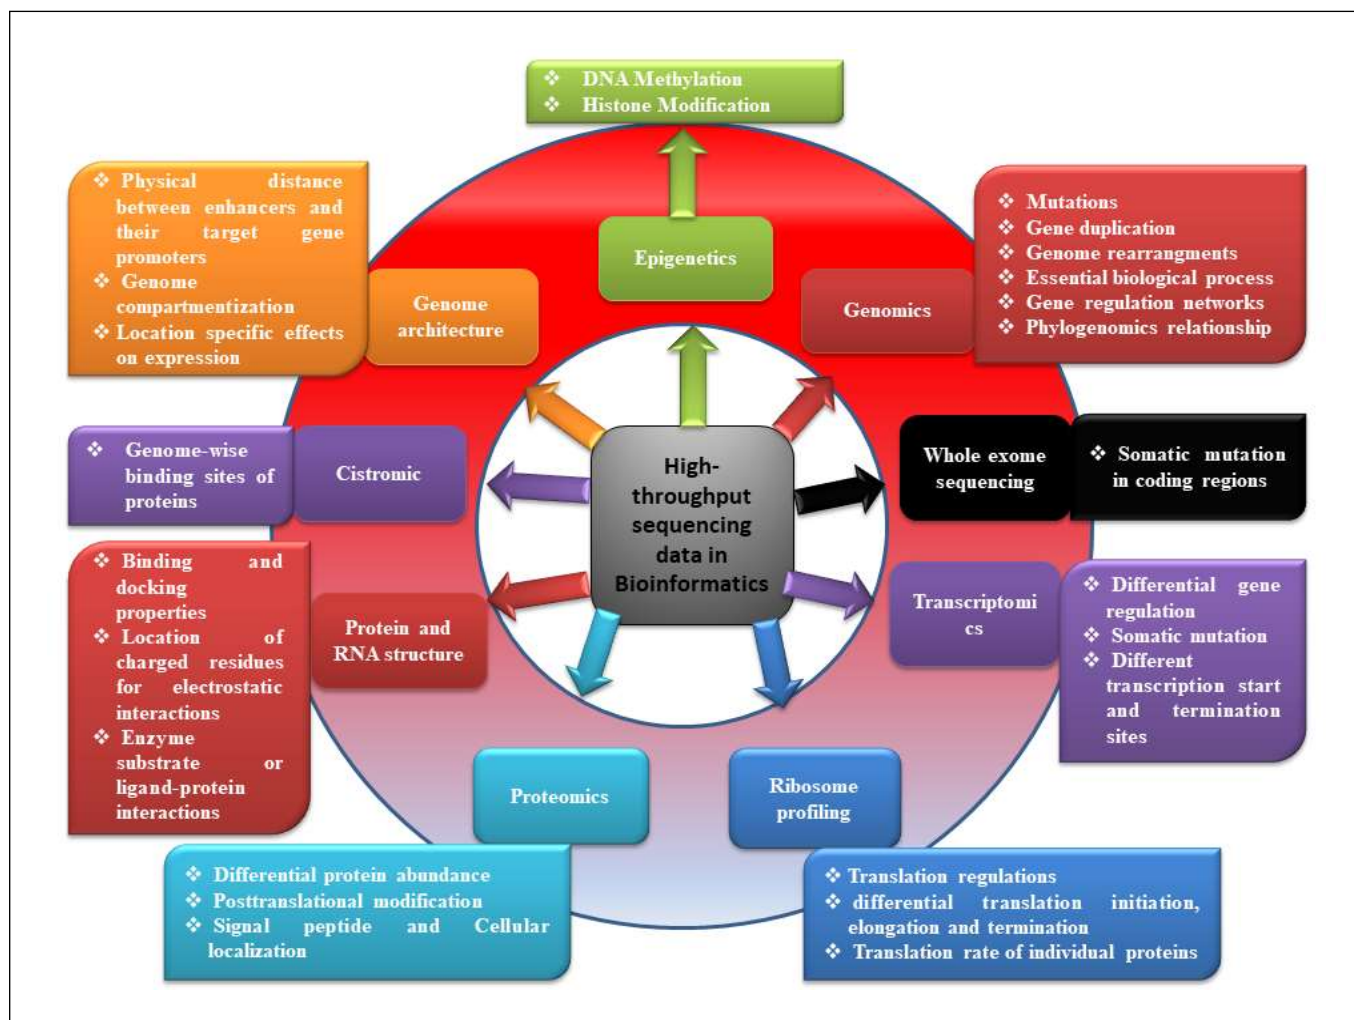 ❖ DNA Methylation
❖ Histone Modification
❖ Physical distance
between enhancers and
their target gene
promoters
❖ Genome
compartmentization
❖ Location specific effects
on expression
Genome
architecture
Epigenetics
Genomics
❖ Mutations
❖ Gene duplication
❖ Genome rearrangments
❖ Essential biological process
❖ Gene regulation networks
❖ Phylogenomics relationship
❖ Genome-wise
binding sites of
proteins
Cistromic
High-
throughput
sequencing
data in
Bioinformatics
Whole exome
sequencing
❖ Somatic mutation
in coding regions
❖ Binding and
docking
properties
❖ Location of
charged residues
for electrostatic
interactions
❖ Enzyme
substrate or
ligand-protein
interactions
Protein and
RNA structure
Transcriptomi
cs
❖ Differential gene
regulation
❖ Somatic mutation
❖ Different
transcription start
and termination
sites
Proteomics
Ribosome
profiling
❖ Differential protein abundance
❖ Posttranslational modification
❖ Signal peptide and Cellular
localization
❖ Translation regulations
❖ differential translation initiation,
elongation and termination
❖ Translation rate of individual proteins